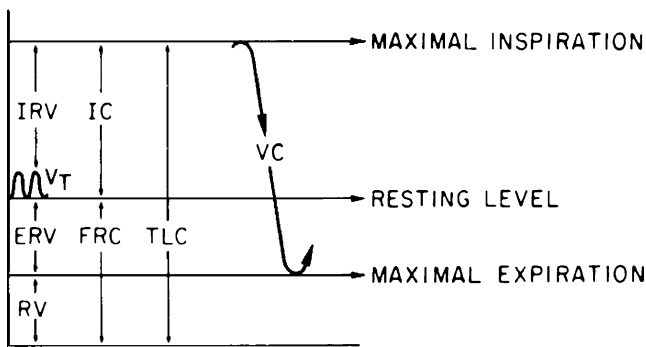 MAXIMAL INSPIRATION
IRV IC
VC
VT
RESTING LEVEL
ERV FRC TLC
MAXIMAL EXPIRATION
RV